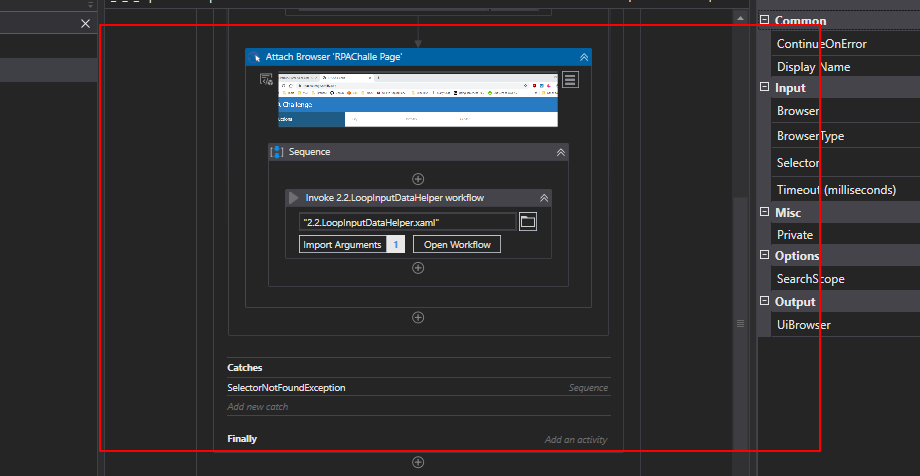 Attach Browser 'RPAChalle Page'
A Challenge
Sequence
Invoke 2.2.LoopInputDataHelper workflow
"2.2.LoopInputDataHelper.xaml"
Import Arguments 1
Open Workflow
Catches
SelectorNotFoundException Sequence
Add new catch
Finally Add an activity
Common
ContinueOnError
Display Name
Input
Browser
BrowserType
Selector
Timeout (milliseconds)
Misc
Private
Options
SearchScope
Output
UiBrowser